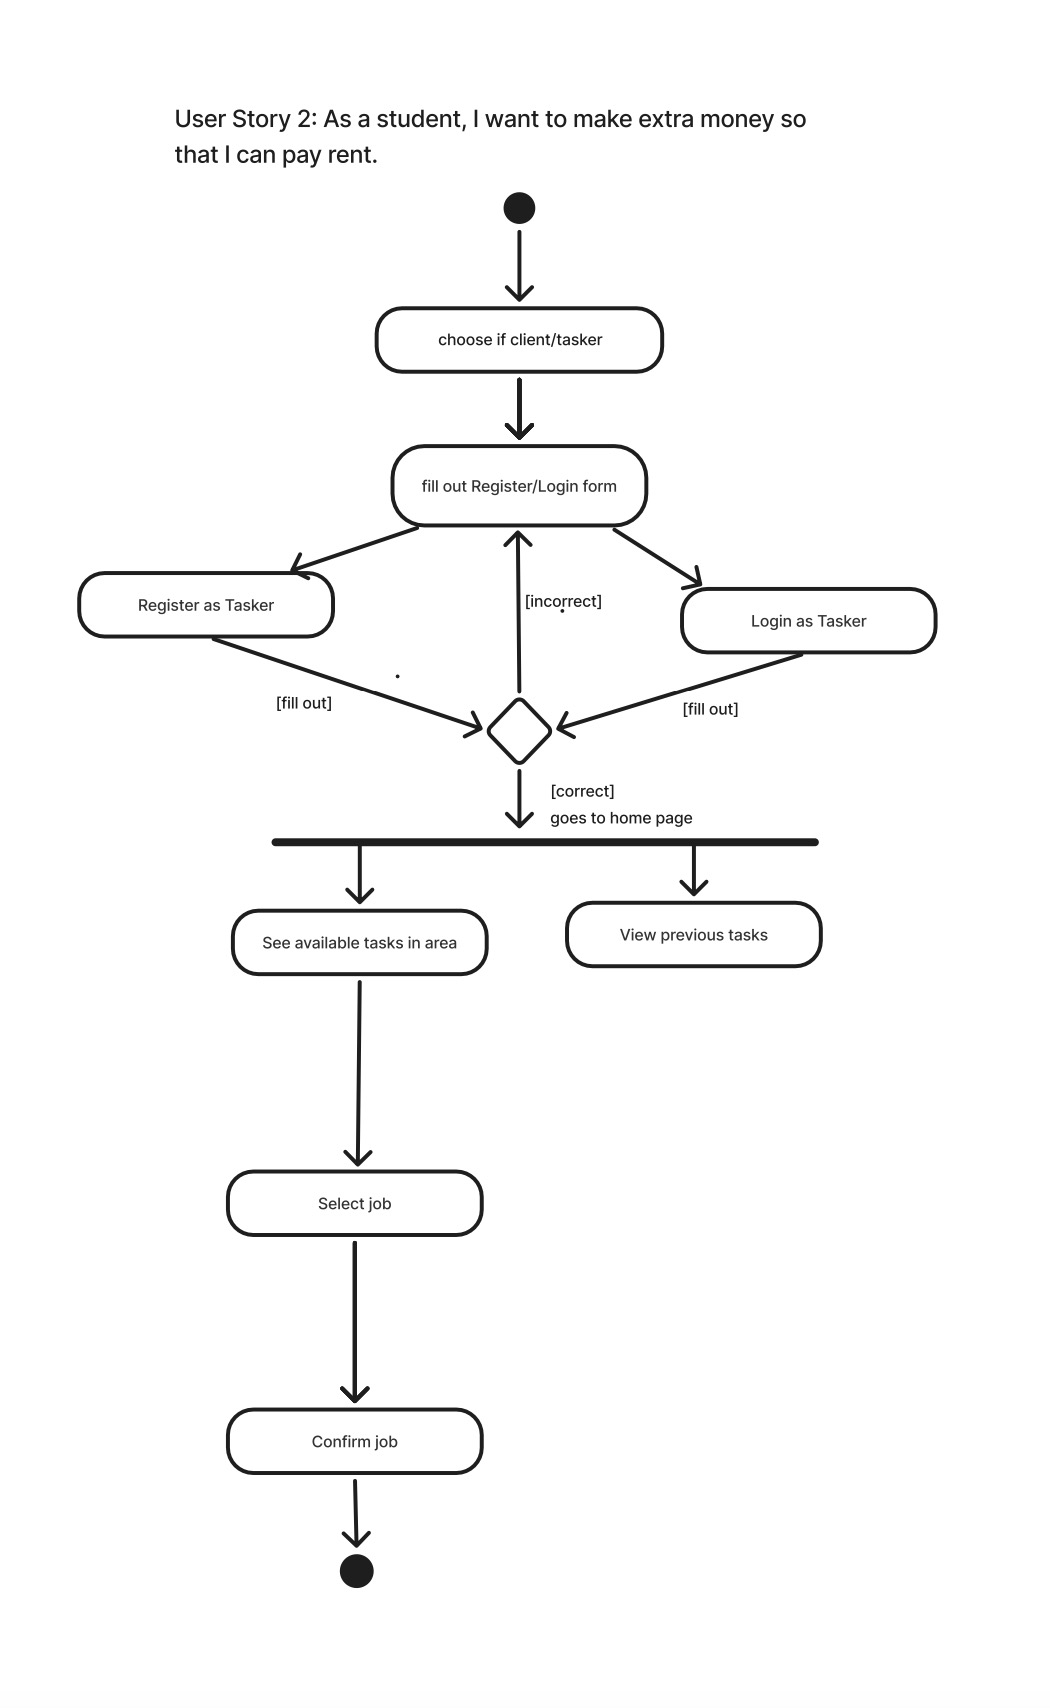 User Story 2: As a student, I want to make extra money so
that I can pay rent.
choose if client/tasker
fill out Register/Login form
[incorrect]
Register as Tasker
Login as Tasker
[fill out]
[fill out]
[correct]
goes to home page
See available tasks in area
View previous tasks
Select job
Confirm job